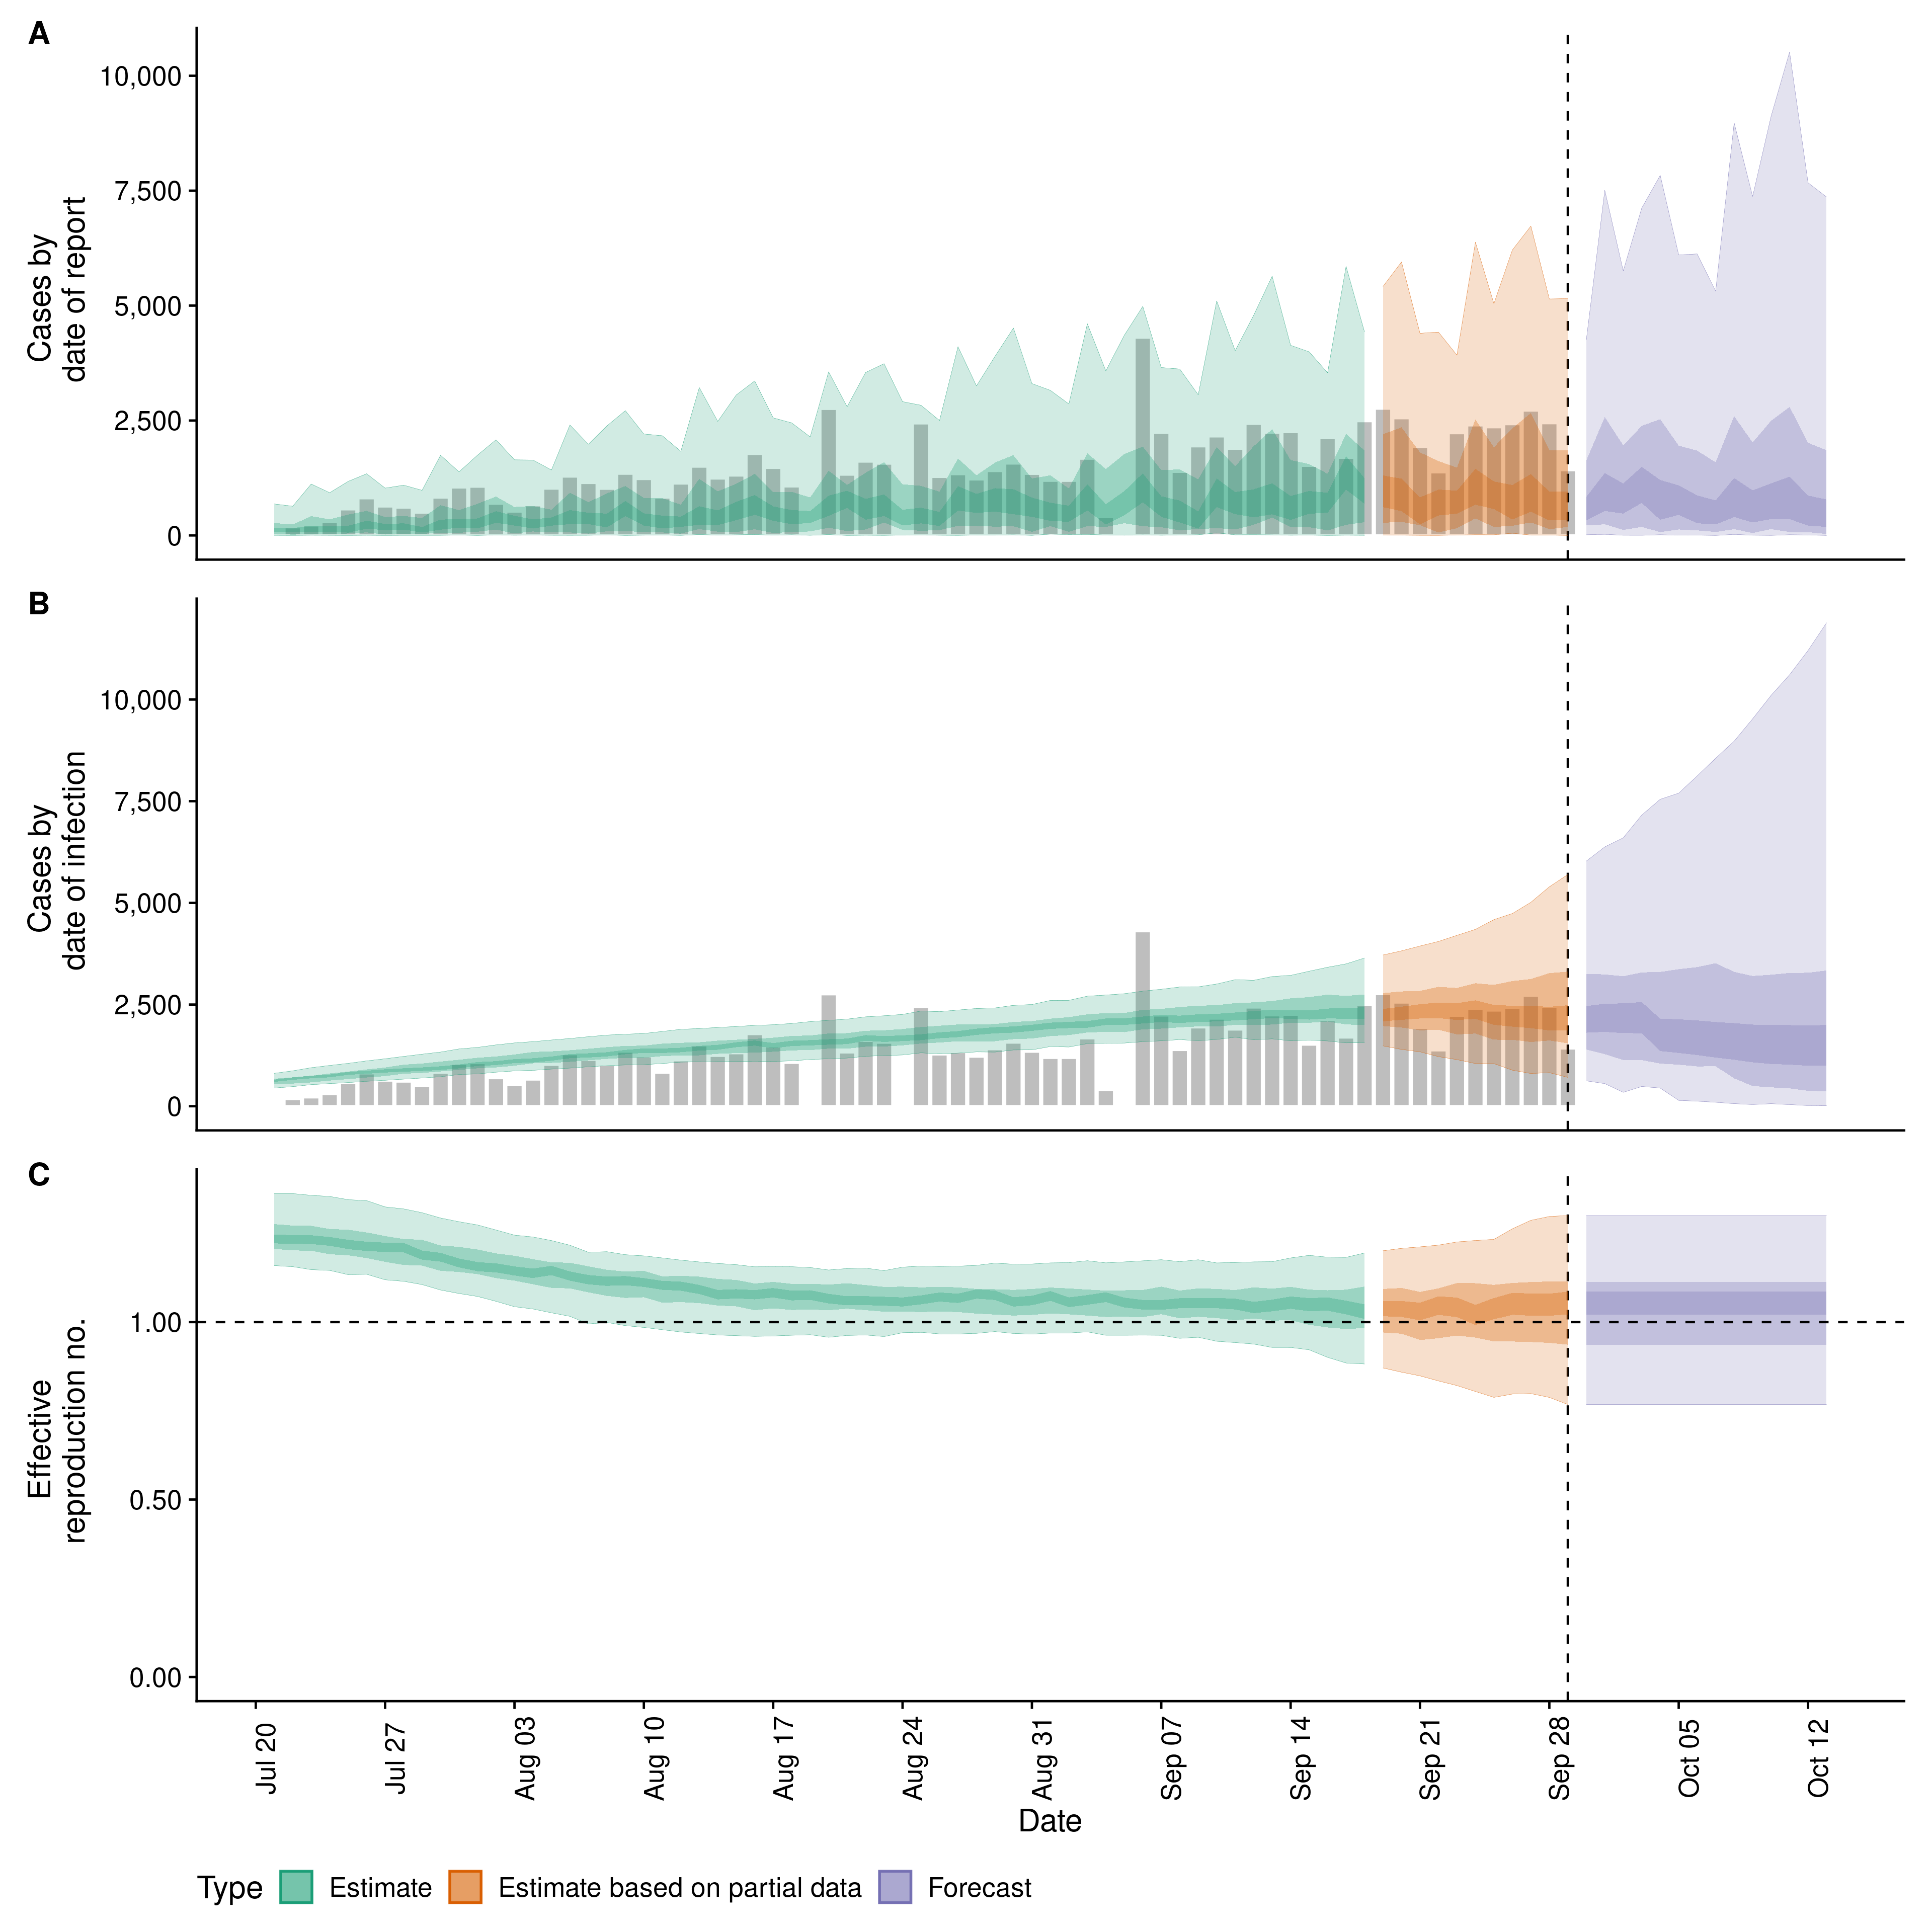 A
Cases by
date of report
10,000
7,500
5,000
2,500
0
B
Cases by
date of infection
10,000
7,500
5,000
2,500
0
C
Effective
reproduction no.
1.00
0.50
0.00
Jul 20
Jul 27
Aug 03
Aug 10
Aug 17
Aug 24
Aug 31
Sep 07
Sep 14
Sep 21
Sep 28
Oct 05
Oct 12
Date
Type Estimate Estimate based on partial data Forecast